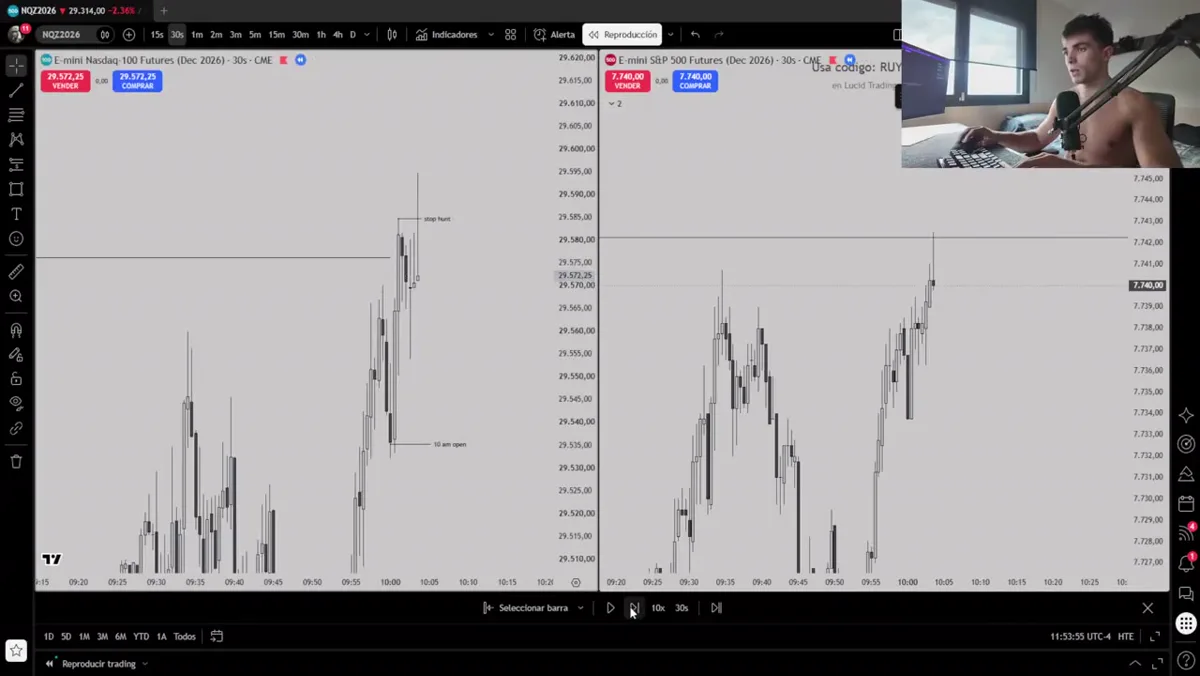 NQZ2026 ▼ 29.314,00 -2.36% /
11
NQZ2026
15s 30s 1m 2m 3m 5m 15m 30m 1h 4h D
Indicadores
Alerta
Reproducción
E-mini Nasdaq-100 Futures (Dec 2026) · 30s · CME
29.572,25
VENDER
0,00
29.572,25
COMPRAR
stop hunt
10 am open
29.620,00
29.615,00
29.610,00
29.605,00
29.600,00
29.595,00
29.590,00
29.585,00
29.580,00
29.575,00
29.572,25
29.570,00
29.565,00
29.560,00
29.555,00
29.550,00
29.545,00
29.540,00
29.535,00
29.530,00
29.525,00
29.520,00
29.515,00
29.510,00
:15 09:20 09:25 09:30 09:35 09:40 09:45 09:50 09:55 10:00 10:05 10:10 10:15 10:20
E-mini S&P 500 Futures (Dec 2026) · 30s · CME
7.740,00
VENDER
0,00
7.740,00
COMPRAR
2
Usa código: RUY
en Lucid Trading
7.745,00
7.744,00
7.743,00
7.742,00
7.741,00
7.740,00
7.739,00
7.738,00
7.737,00
7.736,00
7.735,00
7.734,00
7.733,00
7.732,00
7.731,00
7.730,00
7.729,00
7.728,00
7.727,00
09:20 09:25 09:30 09:35 09:40 09:45 09:50 09:55 10:00 10:05 10:10 10:15 10:20 10:25 10:
4
1
Seleccionar barra
10x 30s
1D 5D 1M 3M 6M YTD 1A Todos
11:53:55 UTC-4 HTE
Reproducir trading